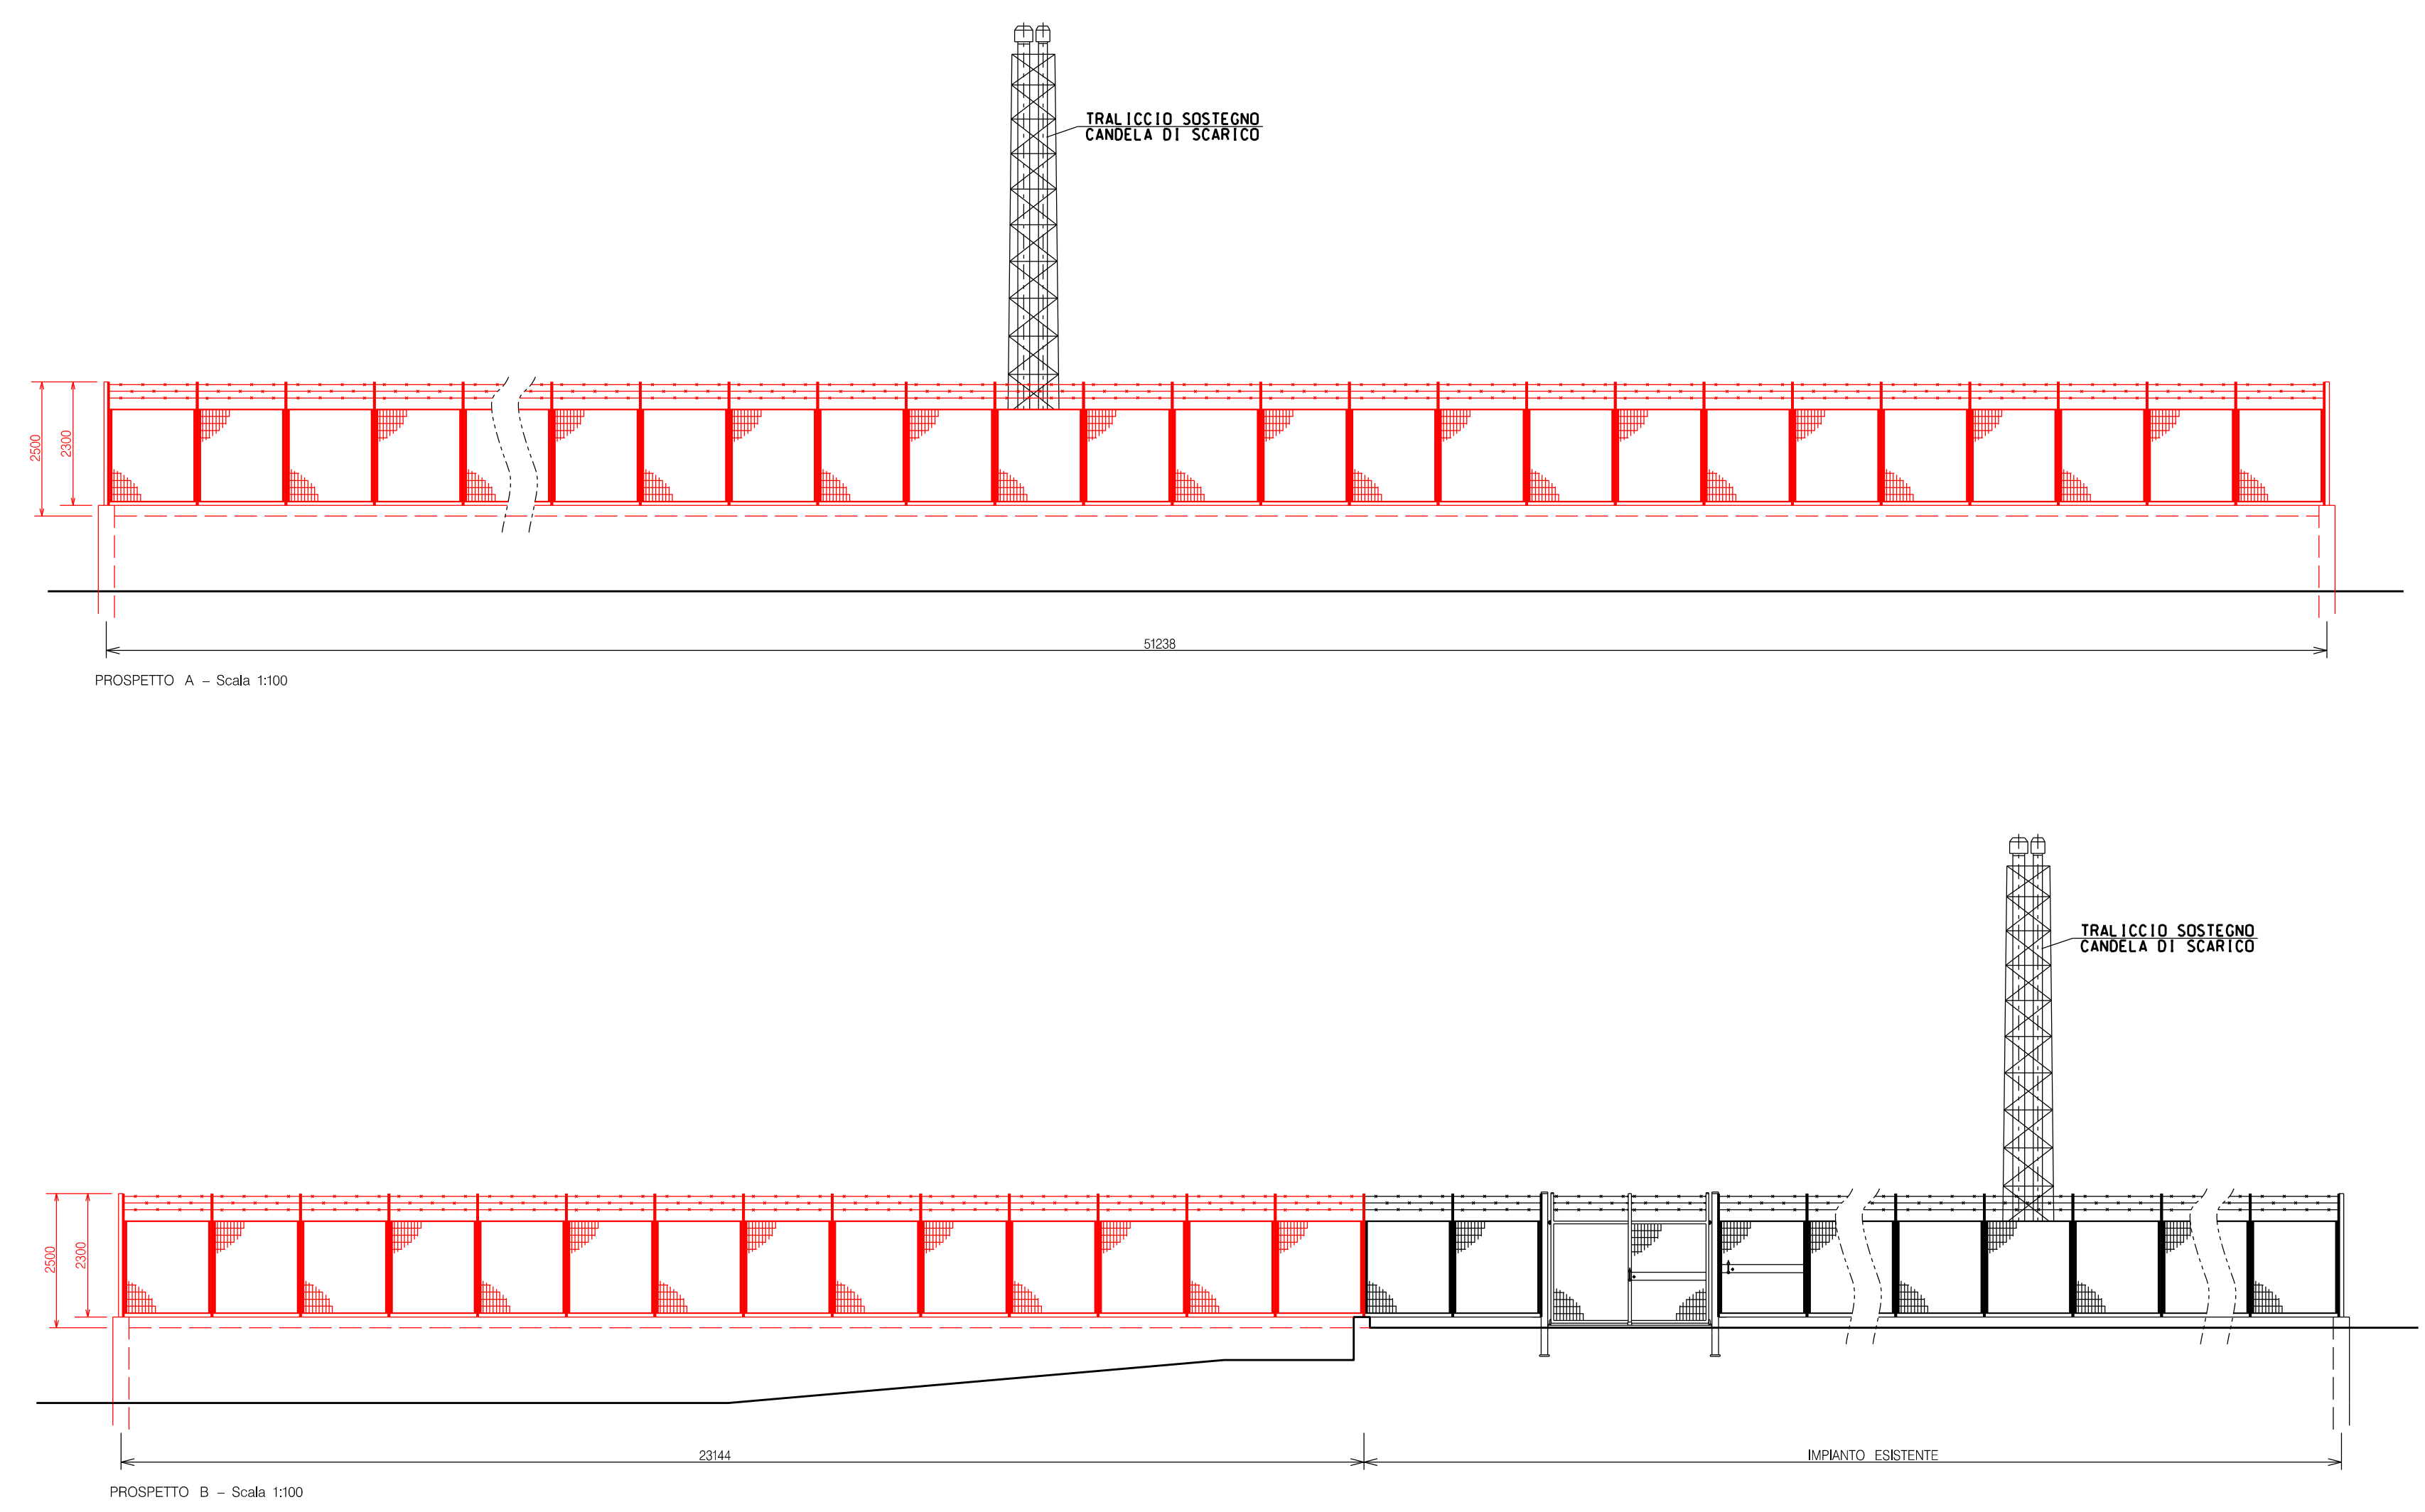 TRALICCIO SOSTEGNO
CANDELA DI SCARICO
2500
2300
51238
PROSPETTO A – Scala 1:100
TRALICCIO SOSTEGNO
CANDELA DI SCARICO
2500
2300
23144
IMPIANTO ESISTENTE
PROSPETTO B – Scala 1:100